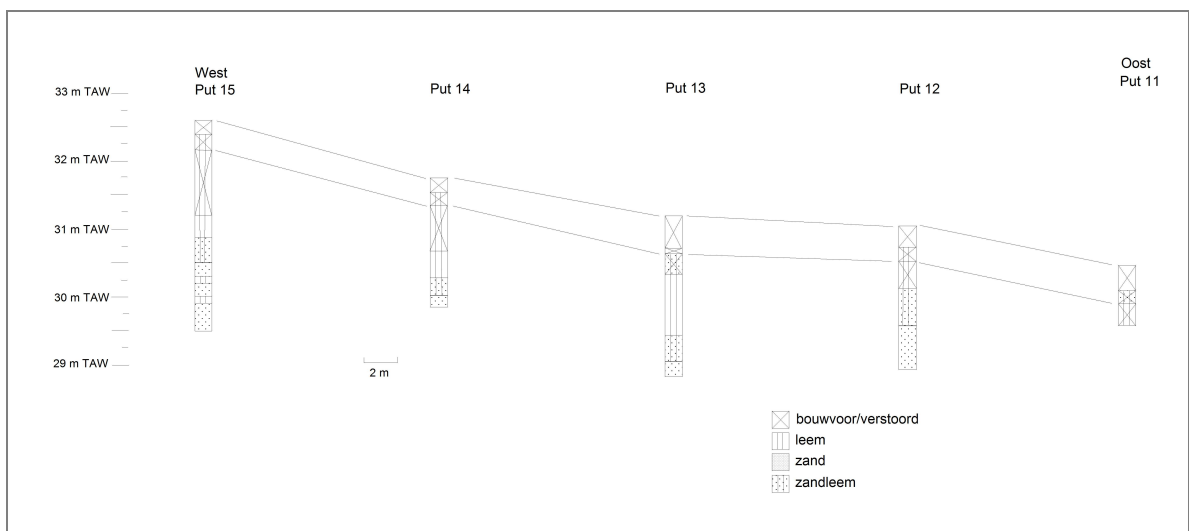 West
Put 15
Put 14
Put 13
Put 12
Oost
Put 11
33 m TAW
32 m TAW
31 m TAW
30 m TAW
29 m TAW
2 m
bouwvoor/verstoord
leem
zand
zandleem